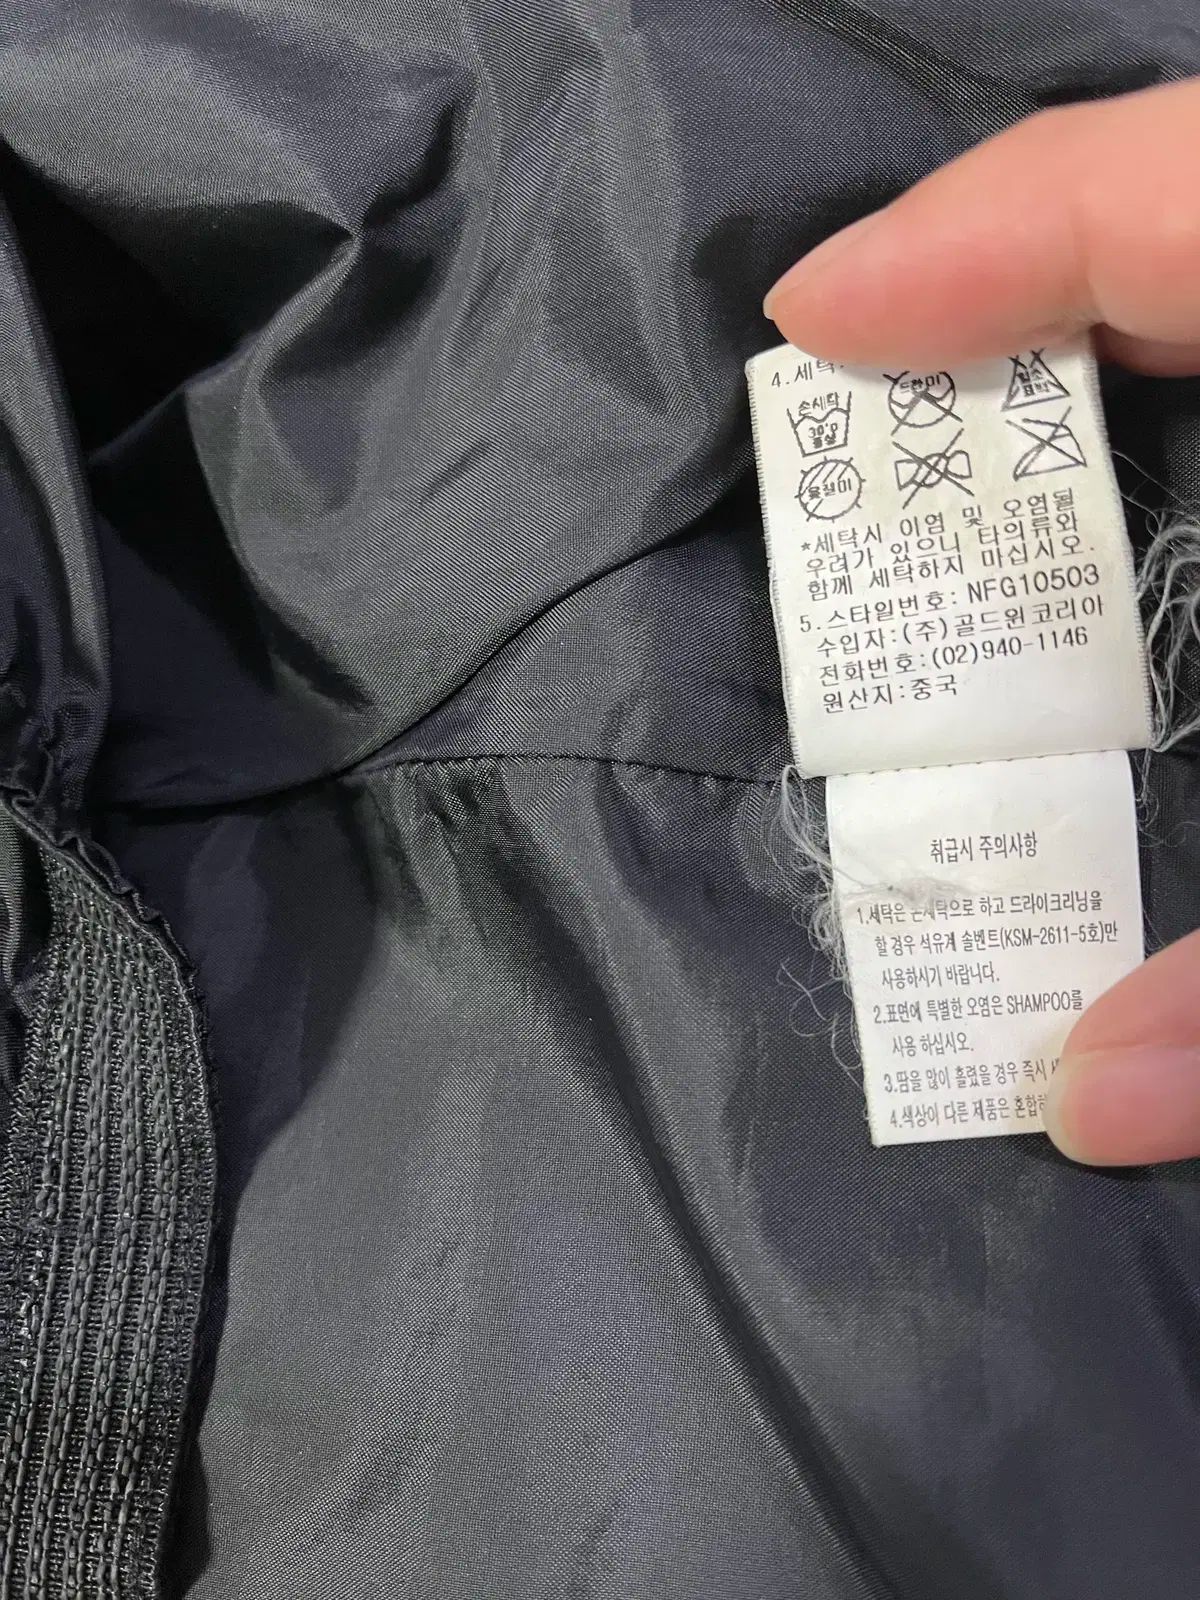 4.세탁
손세탁
30℃
중성
드라이
염소
표백
*세탁시 이염 및 오염될
우려가 있으니 타의류와
함께 세탁하지 마십시오.
5.스타일번호: NFG10503
수입자:(주)골드윈코리아
전화번호:(02)940-1146
원산지:중국
취급시 주의사항
1.세탁은 손세탁으로 하고 드라이크리닝을
할 경우 석유계 솔벤트(KSM-2611-5호)만
사용하시기 바랍니다.
2.표면에 특별한 오염은 SHAMPOO를
사용 하십시오.
3.땀을 많이 흘렸을 경우 즉시
4.색상이 다른 제품은